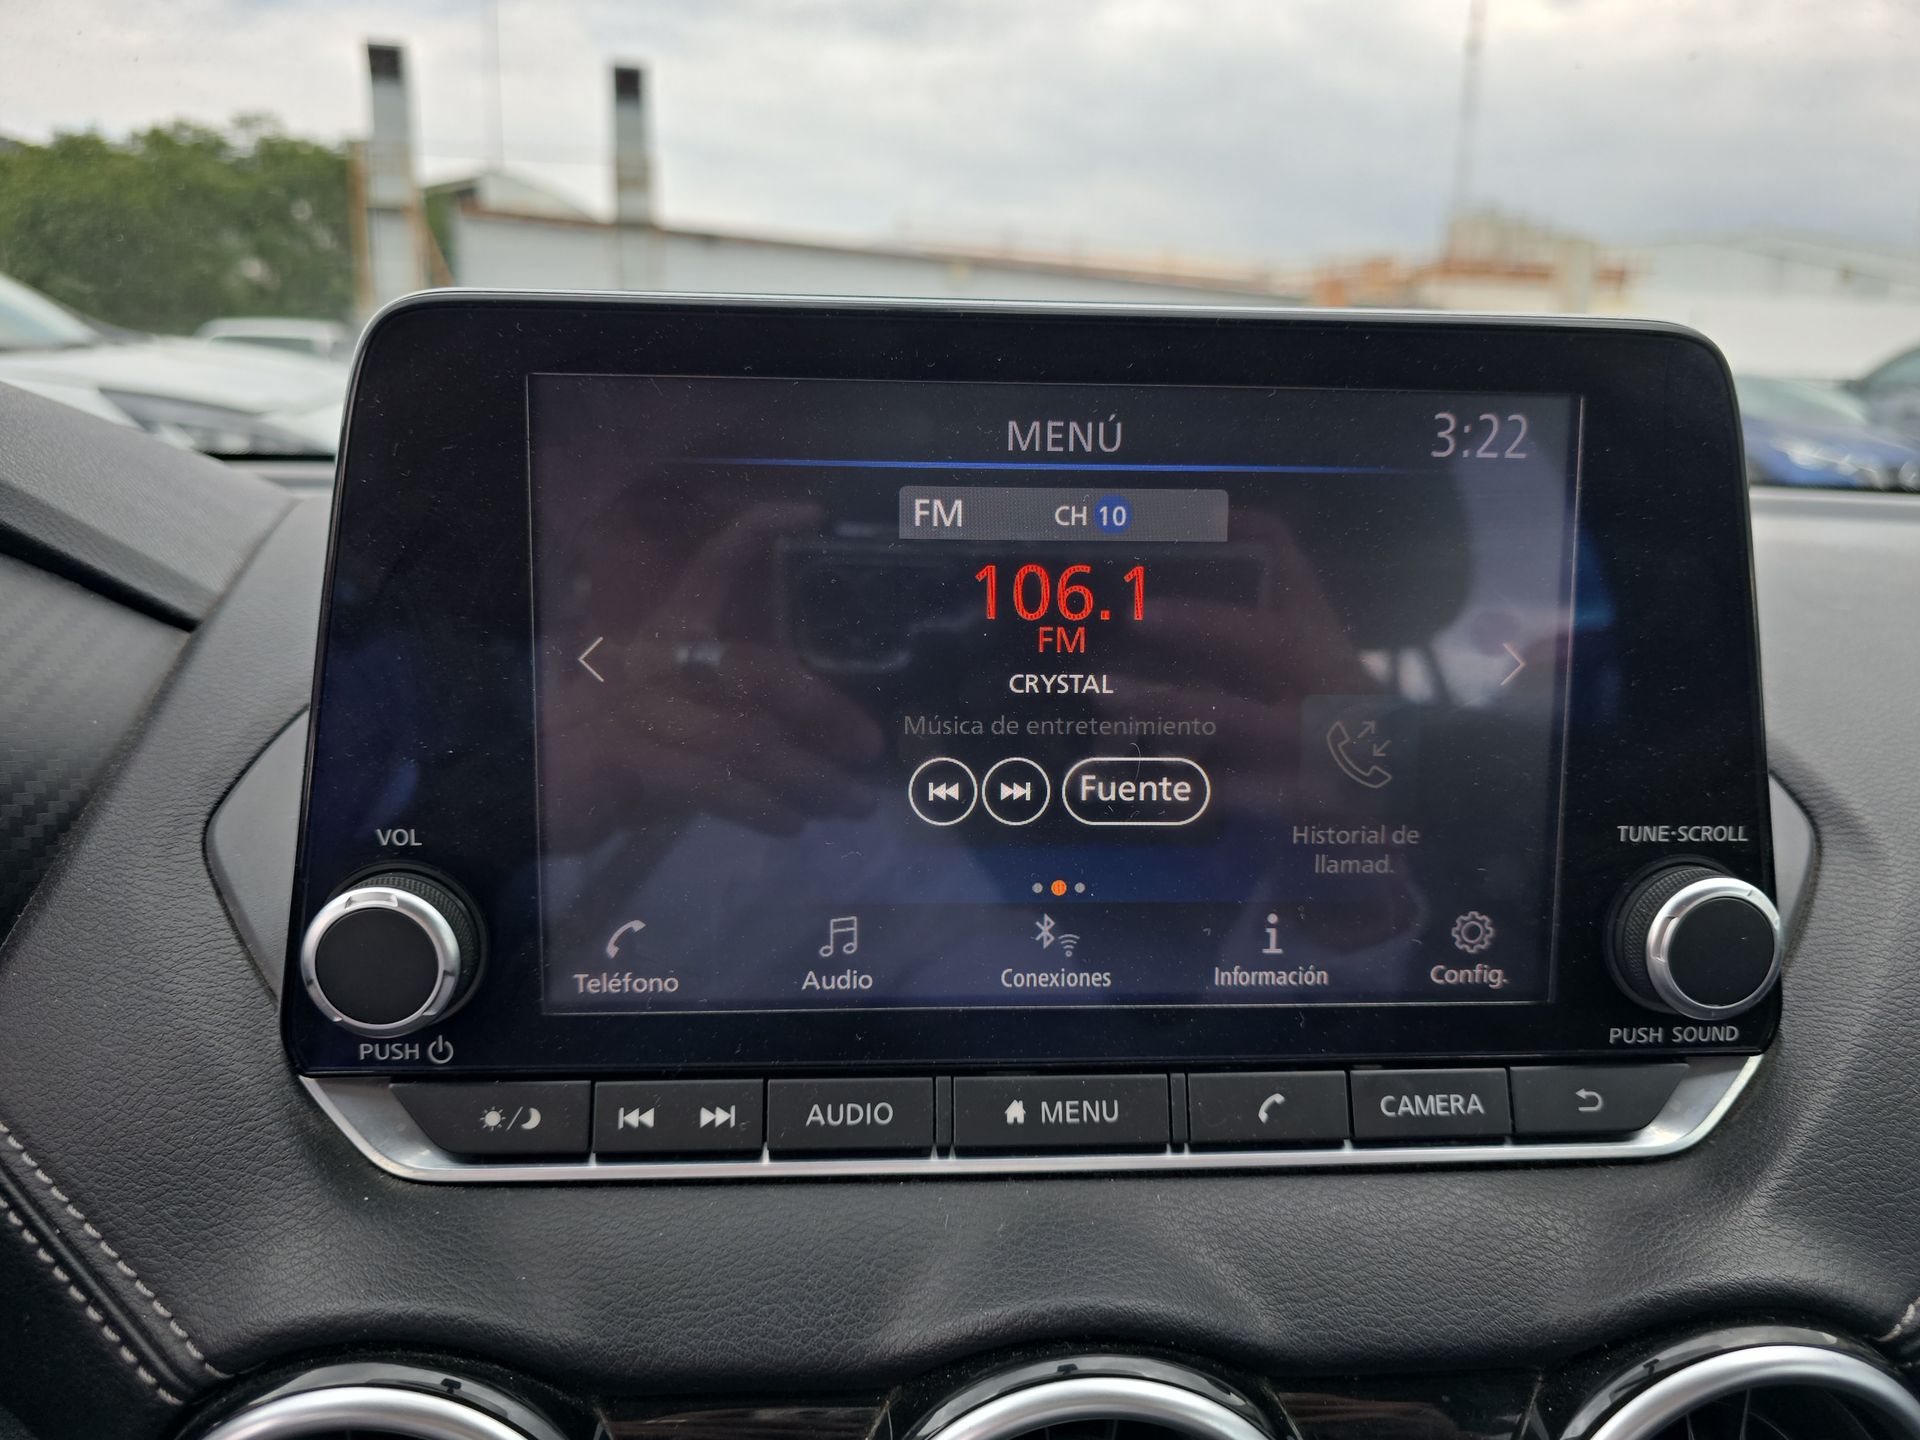 MENÚ 3:22
FM CH 10
106.1
FM
CRYSTAL
Música de entretenimiento
Fuente
Historial de
llamad.
Teléfono Audio Conexiones Información Config.
VOL
PUSH
TUNE·SCROLL
PUSH SOUND
AUDIO MENU CAMERA